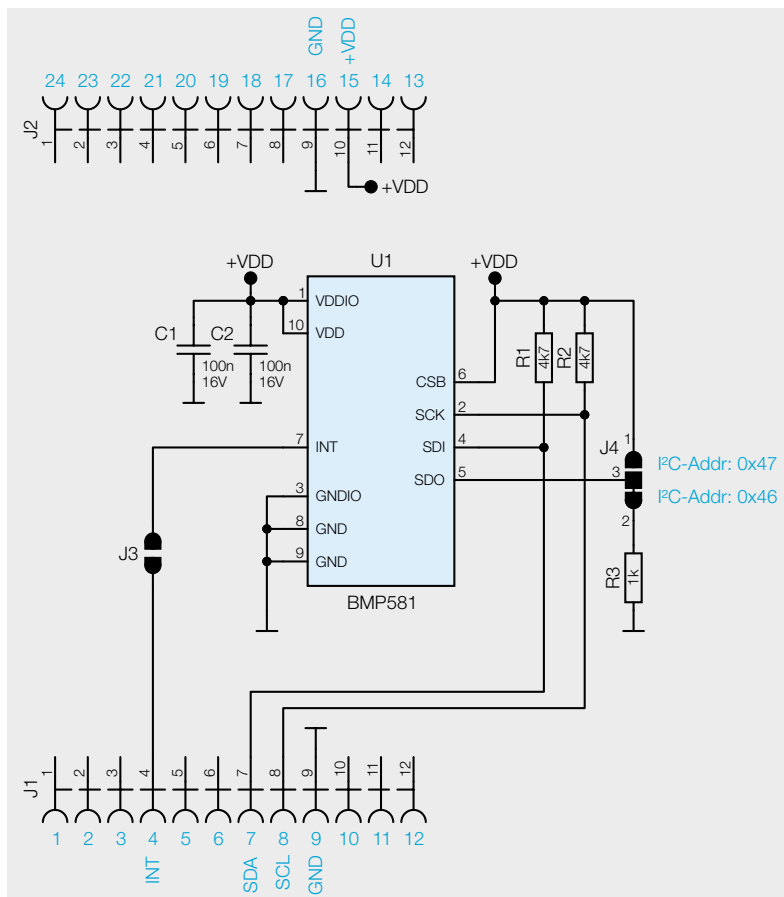 GND
+VDD
24 23 22 21 20 19 18 17 16 15 14 13
J2
1 2 3 4 5 6 7 8 9 10 11 12
+VDD
U1
+VDD
+VDD
1 VDDIO
10 VDD
C1
100n
16V
C2
100n
16V
R1
4k7
R2
4k7
CSB 6
SCK 2
7 INT
SDI 4
SDO 5
3 GNDIO
8 GND
9 GND
J4
1
3
2
I²C-Addr: 0x47
I²C-Addr: 0x46
J3
R3
1k
BMP581
J1
1 2 3 4 5 6 7 8 9 10 11 12
1 2 3 4 5 6 7 8 9 10 11 12
INT
SDA
SCL
GND